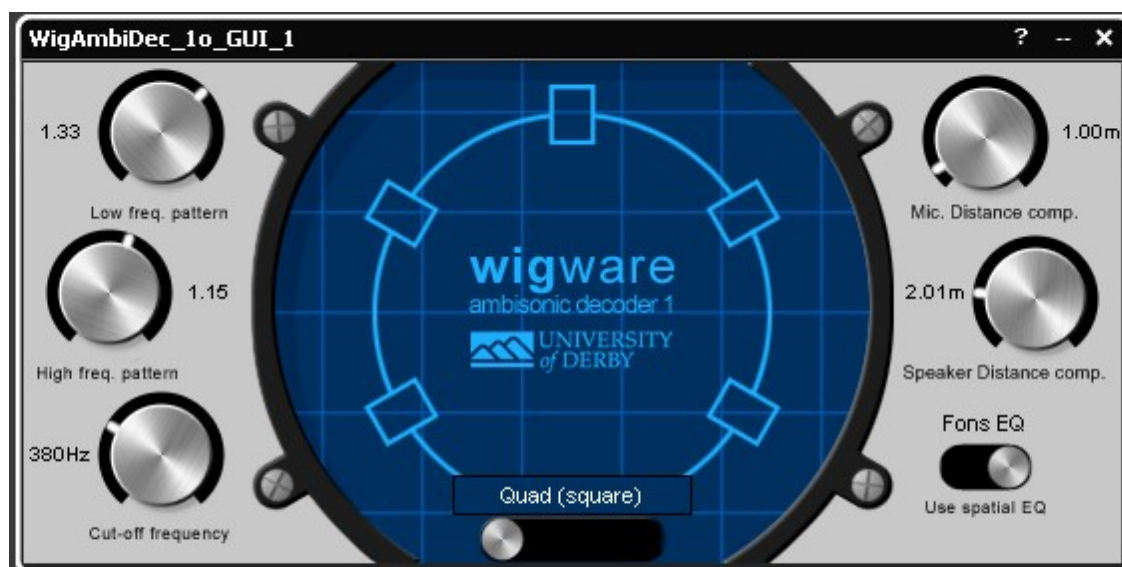 WigAmbiDec_1o_GUI_1 ? -- ×
1.33
Low freq. pattern
1.15
High freq. pattern
380Hz
Cut-off frequency
wigware
ambisonic decoder 1
UNIVERSITY
of DERBY
Quad (square)
1.00m
Mic. Distance comp.
2.01m
Speaker Distance comp.
Fons EQ
Use spatial EQ